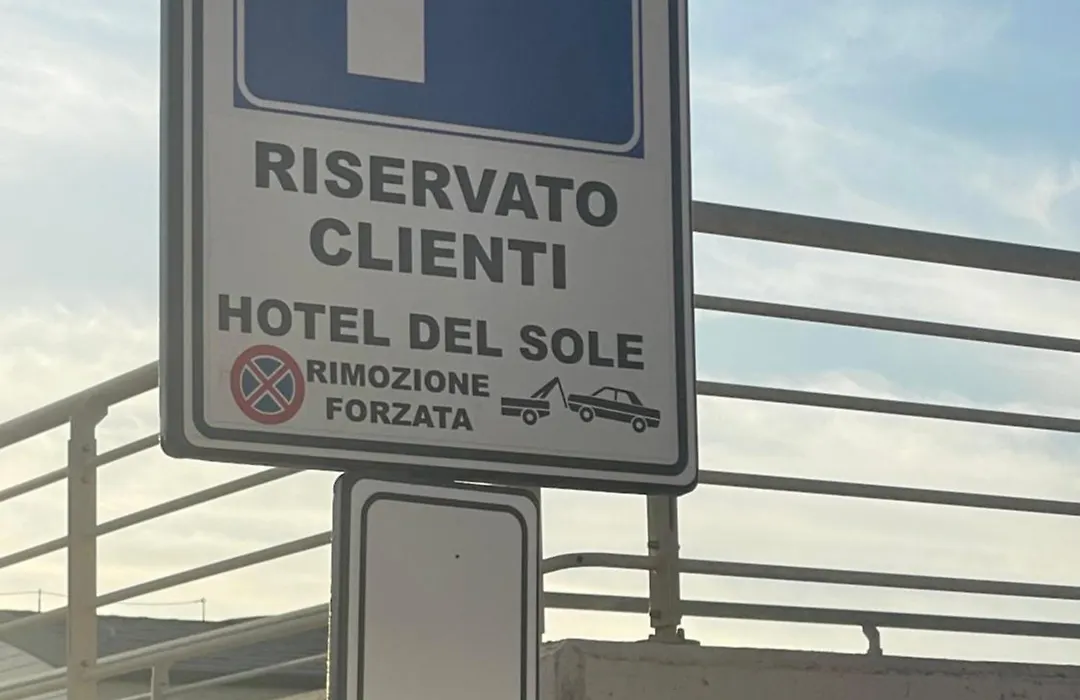 RISERVATO
CLIENTI
HOTEL DEL SOLE
RIMOZIONE
FORZATA